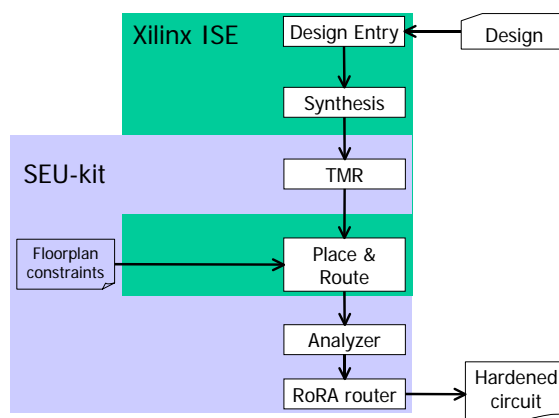 Xilinx ISE
Design Entry
Design
Synthesis
SEU-kit
TMR
Floorplan
constraints
Place &
Route
Analyzer
RoRA router
Hardened
circuit